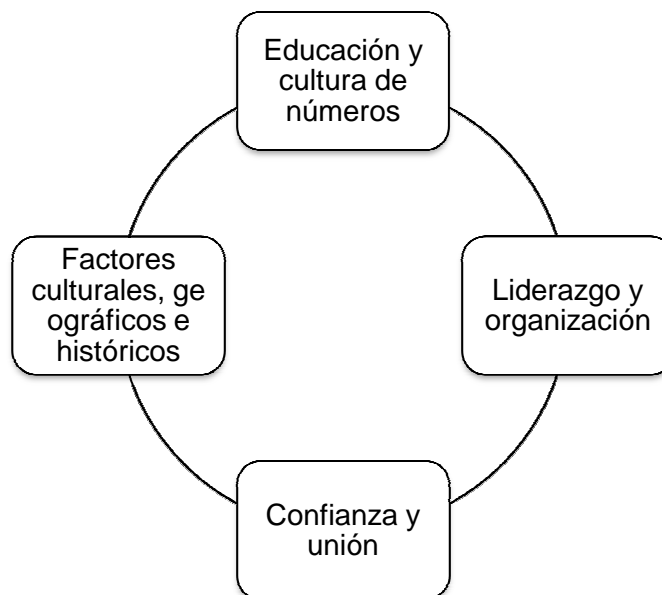 Educación y
cultura de
números
Factores
culturales, ge
ográficos e
históricos
Liderazgo y
organización
Confianza y
unión